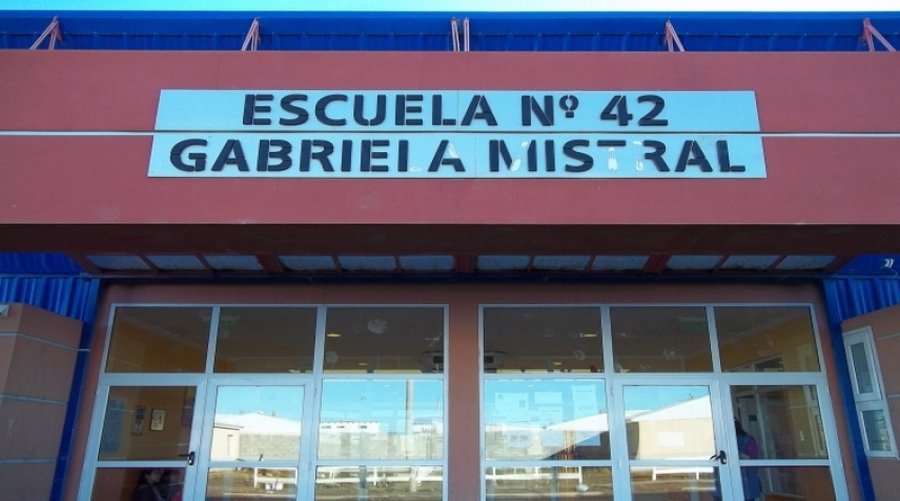 ESCUELA Nº 42
GABRIELA MISTRAL